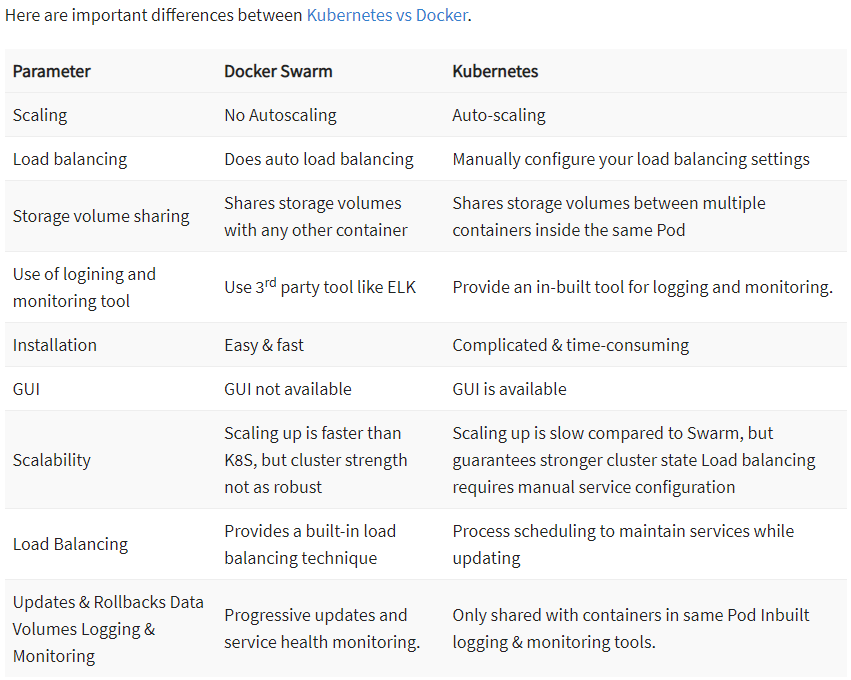 Here are important differences between Kubernetes vs Docker.
Parameter Docker Swarm Kubernetes
Scaling No Autoscaling Auto-scaling
Load balancing Does auto load balancing Manually configure your load balancing settings
Storage volume sharing
Shares storage volumes
with any other container
Shares storage volumes between multiple
containers inside the same Pod
Use of logining and
monitoring tool
Use 3rd party tool like ELK
Provide an in-built tool for logging and monitoring.
Installation Easy & fast Complicated & time-consuming
GUI GUI not available GUI is available
Scalability
Scaling up is faster than
K8S, but cluster strength
not as robust
Scaling up is slow compared to Swarm, but
guarantees stronger cluster state Load balancing
requires manual service configuration
Load Balancing
Provides a built-in load
balancing technique
Process scheduling to maintain services while
updating
Updates & Rollbacks Data
Volumes Logging &
Monitoring
Progressive updates and
service health monitoring.
Only shared with containers in same Pod Inbuilt
logging & monitoring tools.